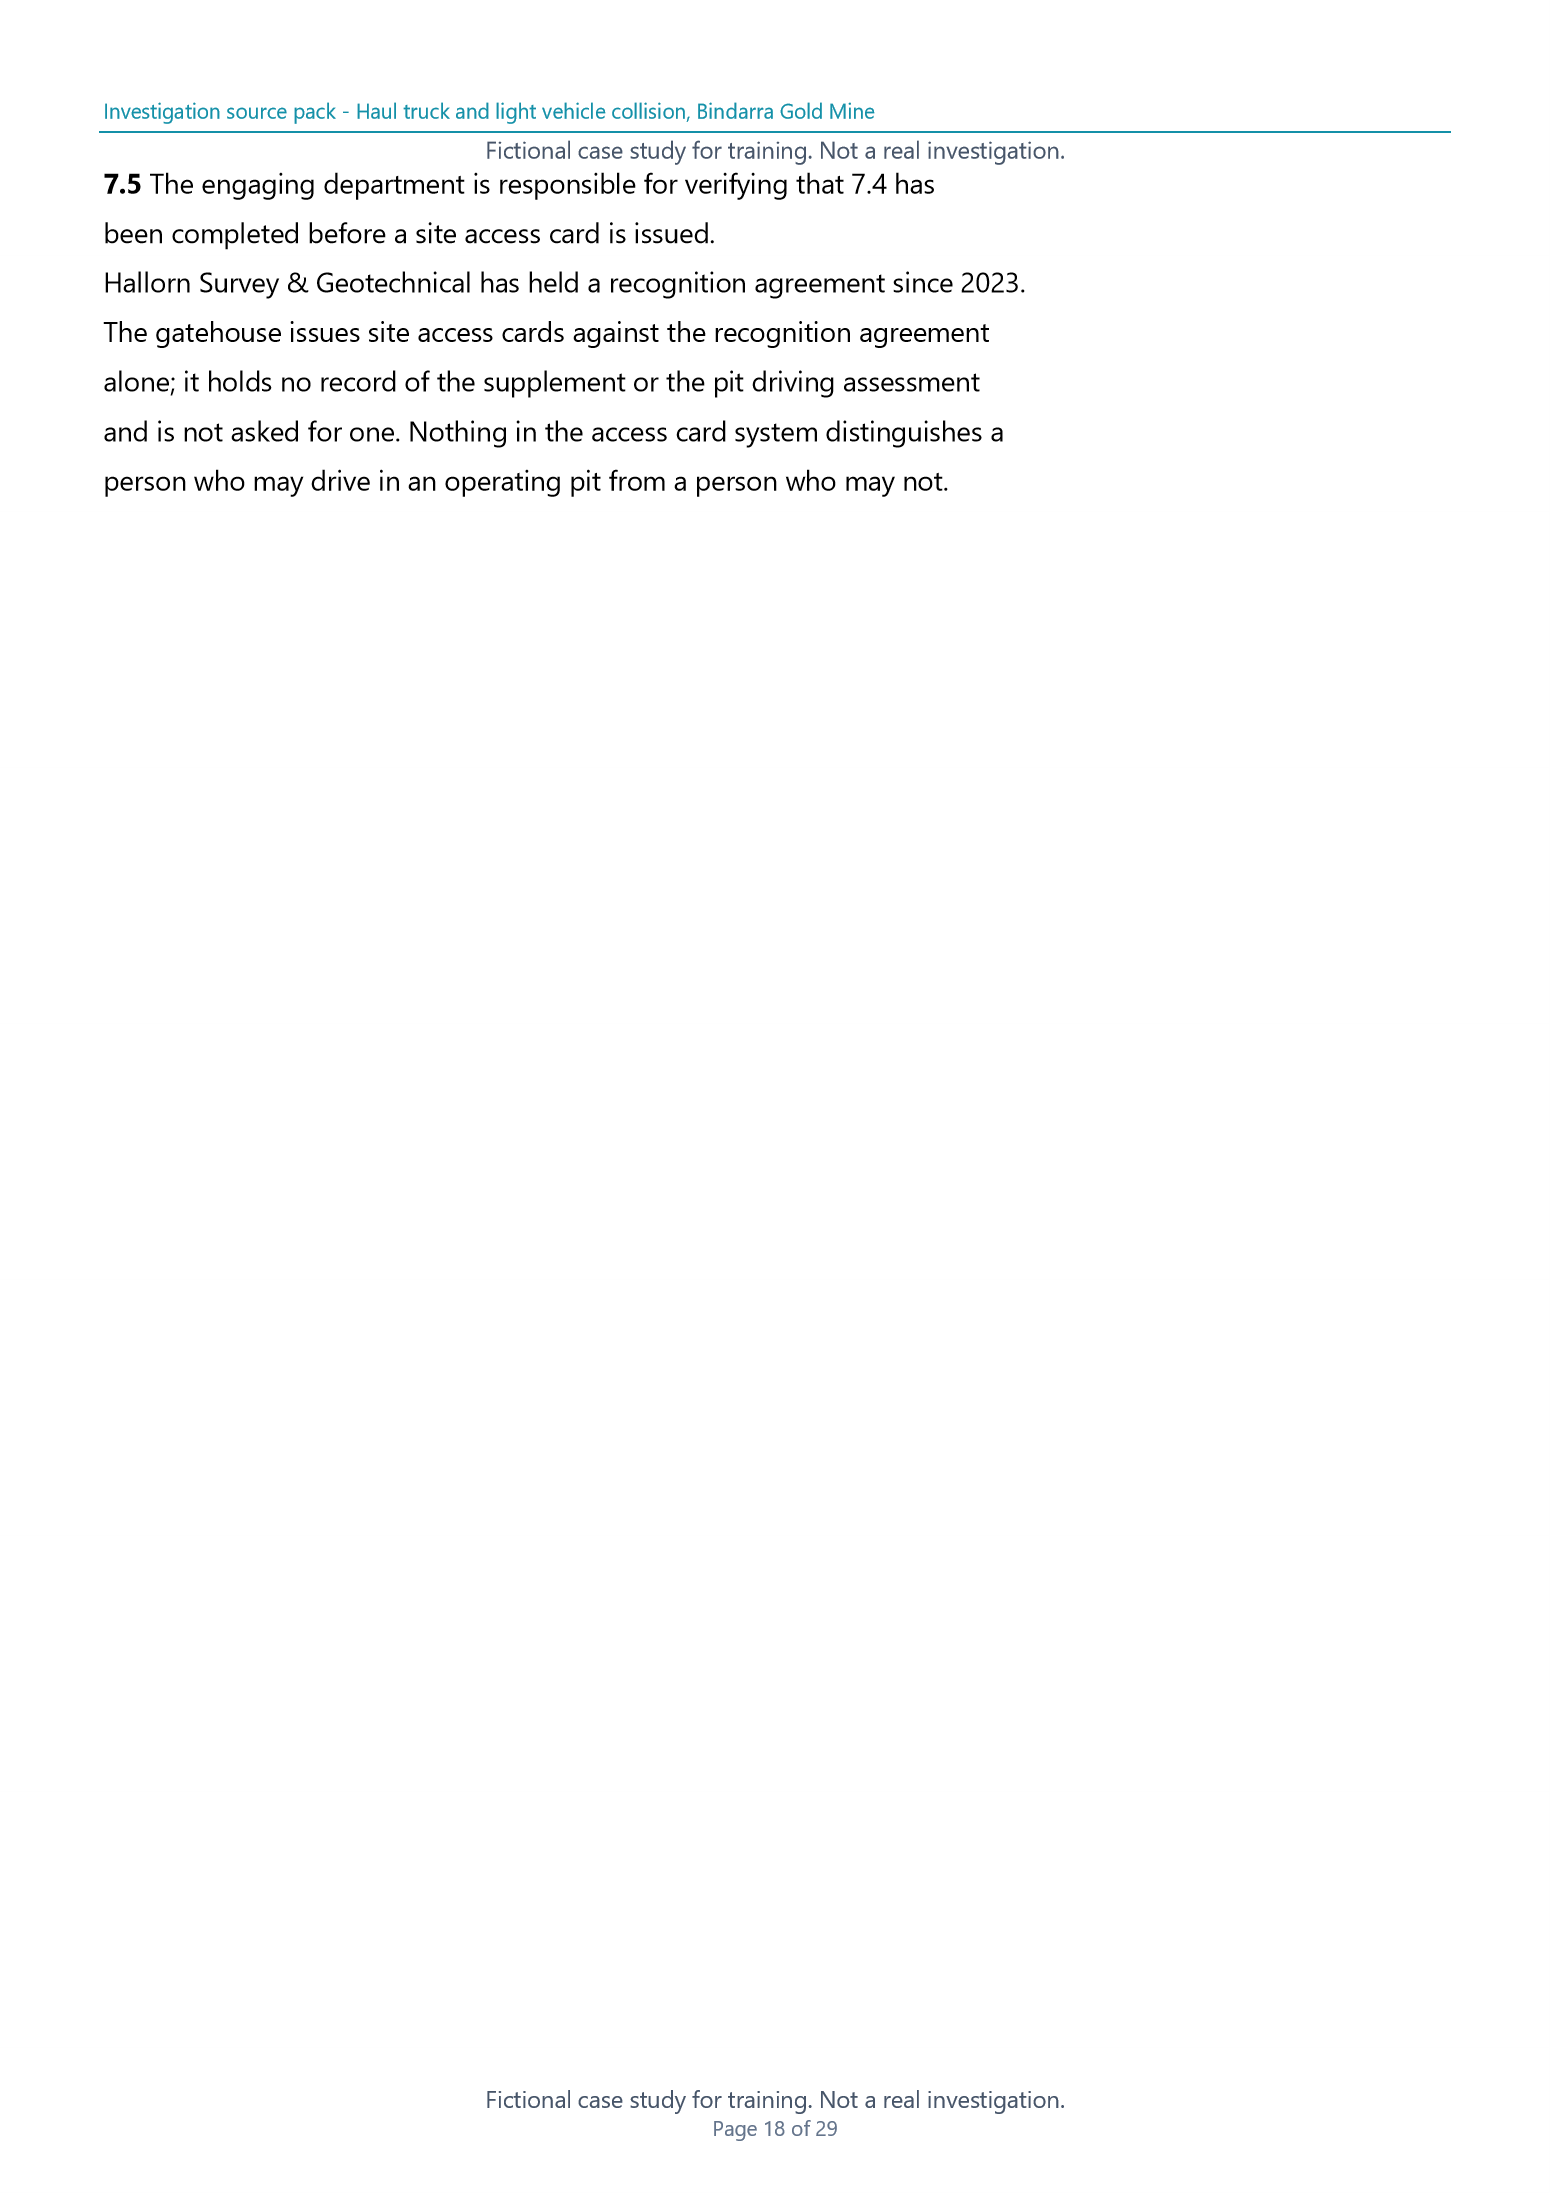 Investigation source pack - Haul truck and light vehicle collision, Bindarra Gold Mine
Fictional case study for training. Not a real investigation.
7.5 The engaging department is responsible for verifying that 7.4 has
been completed before a site access card is issued.
Hallorn Survey & Geotechnical has held a recognition agreement since 2023.
The gatehouse issues site access cards against the recognition agreement
alone; it holds no record of the supplement or the pit driving assessment
and is not asked for one. Nothing in the access card system distinguishes a
person who may drive in an operating pit from a person who may not.
Fictional case study for training. Not a real investigation.
Page 18 of 29